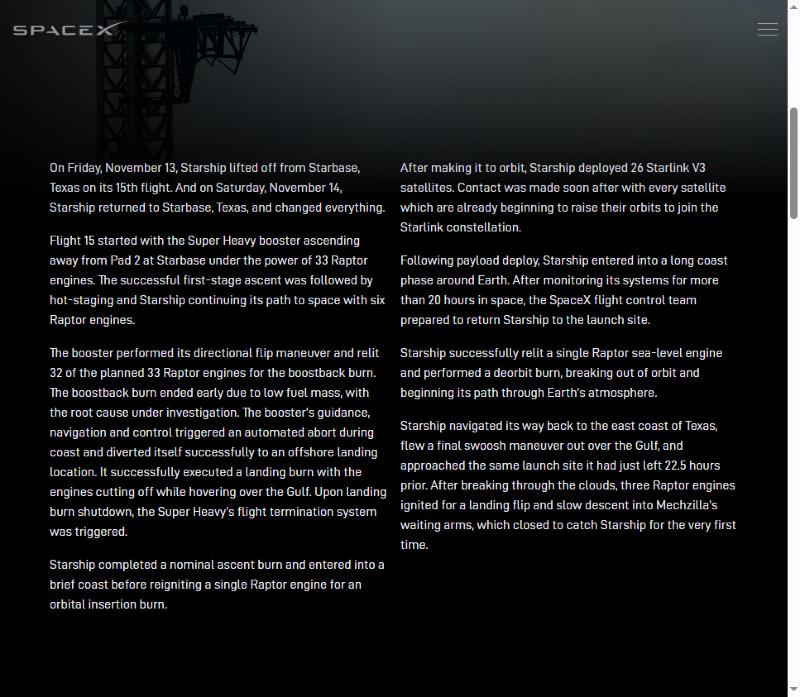 SPACEX
On Friday, November 13, Starship lifted off from Starbase,
Texas on its 15th flight. And on Saturday, November 14,
Starship returned to Starbase, Texas, and changed everything.
Flight 15 started with the Super Heavy booster ascending
away from Pad 2 at Starbase under the power of 33 Raptor
engines. The successful first-stage ascent was followed by
hot-staging and Starship continuing its path to space with six
Raptor engines.
The booster performed its directional flip maneuver and relit
32 of the planned 33 Raptor engines for the boostback burn.
The boostback burn ended early due to low fuel mass, with
the root cause under investigation. The booster's guidance,
navigation and control triggered an automated abort during
coast and diverted itself successfully to an offshore landing
location. It successfully executed a landing burn with the
engines cutting off while hovering over the Gulf. Upon landing
burn shutdown, the Super Heavy's flight termination system
was triggered.
Starship completed a nominal ascent burn and entered into a
brief coast before reigniting a single Raptor engine for an
orbital insertion burn.
After making it to orbit, Starship deployed 26 Starlink V3
satellites. Contact was made soon after with every satellite
which are already beginning to raise their orbits to join the
Starlink constellation.
Following payload deploy, Starship entered into a long coast
phase around Earth. After monitoring its systems for more
than 20 hours in space, the SpaceX flight control team
prepared to return Starship to the launch site.
Starship successfully relit a single Raptor sea-level engine
and performed a deorbit burn, breaking out of orbit and
beginning its path through Earth's atmosphere.
Starship navigated its way back to the east coast of Texas,
flew a final swoosh maneuver out over the Gulf, and
approached the same launch site it had just left 22.5 hours
prior. After breaking through the clouds, three Raptor engines
ignited for a landing flip and slow descent into Mechzilla's
waiting arms, which closed to catch Starship for the very first
time.